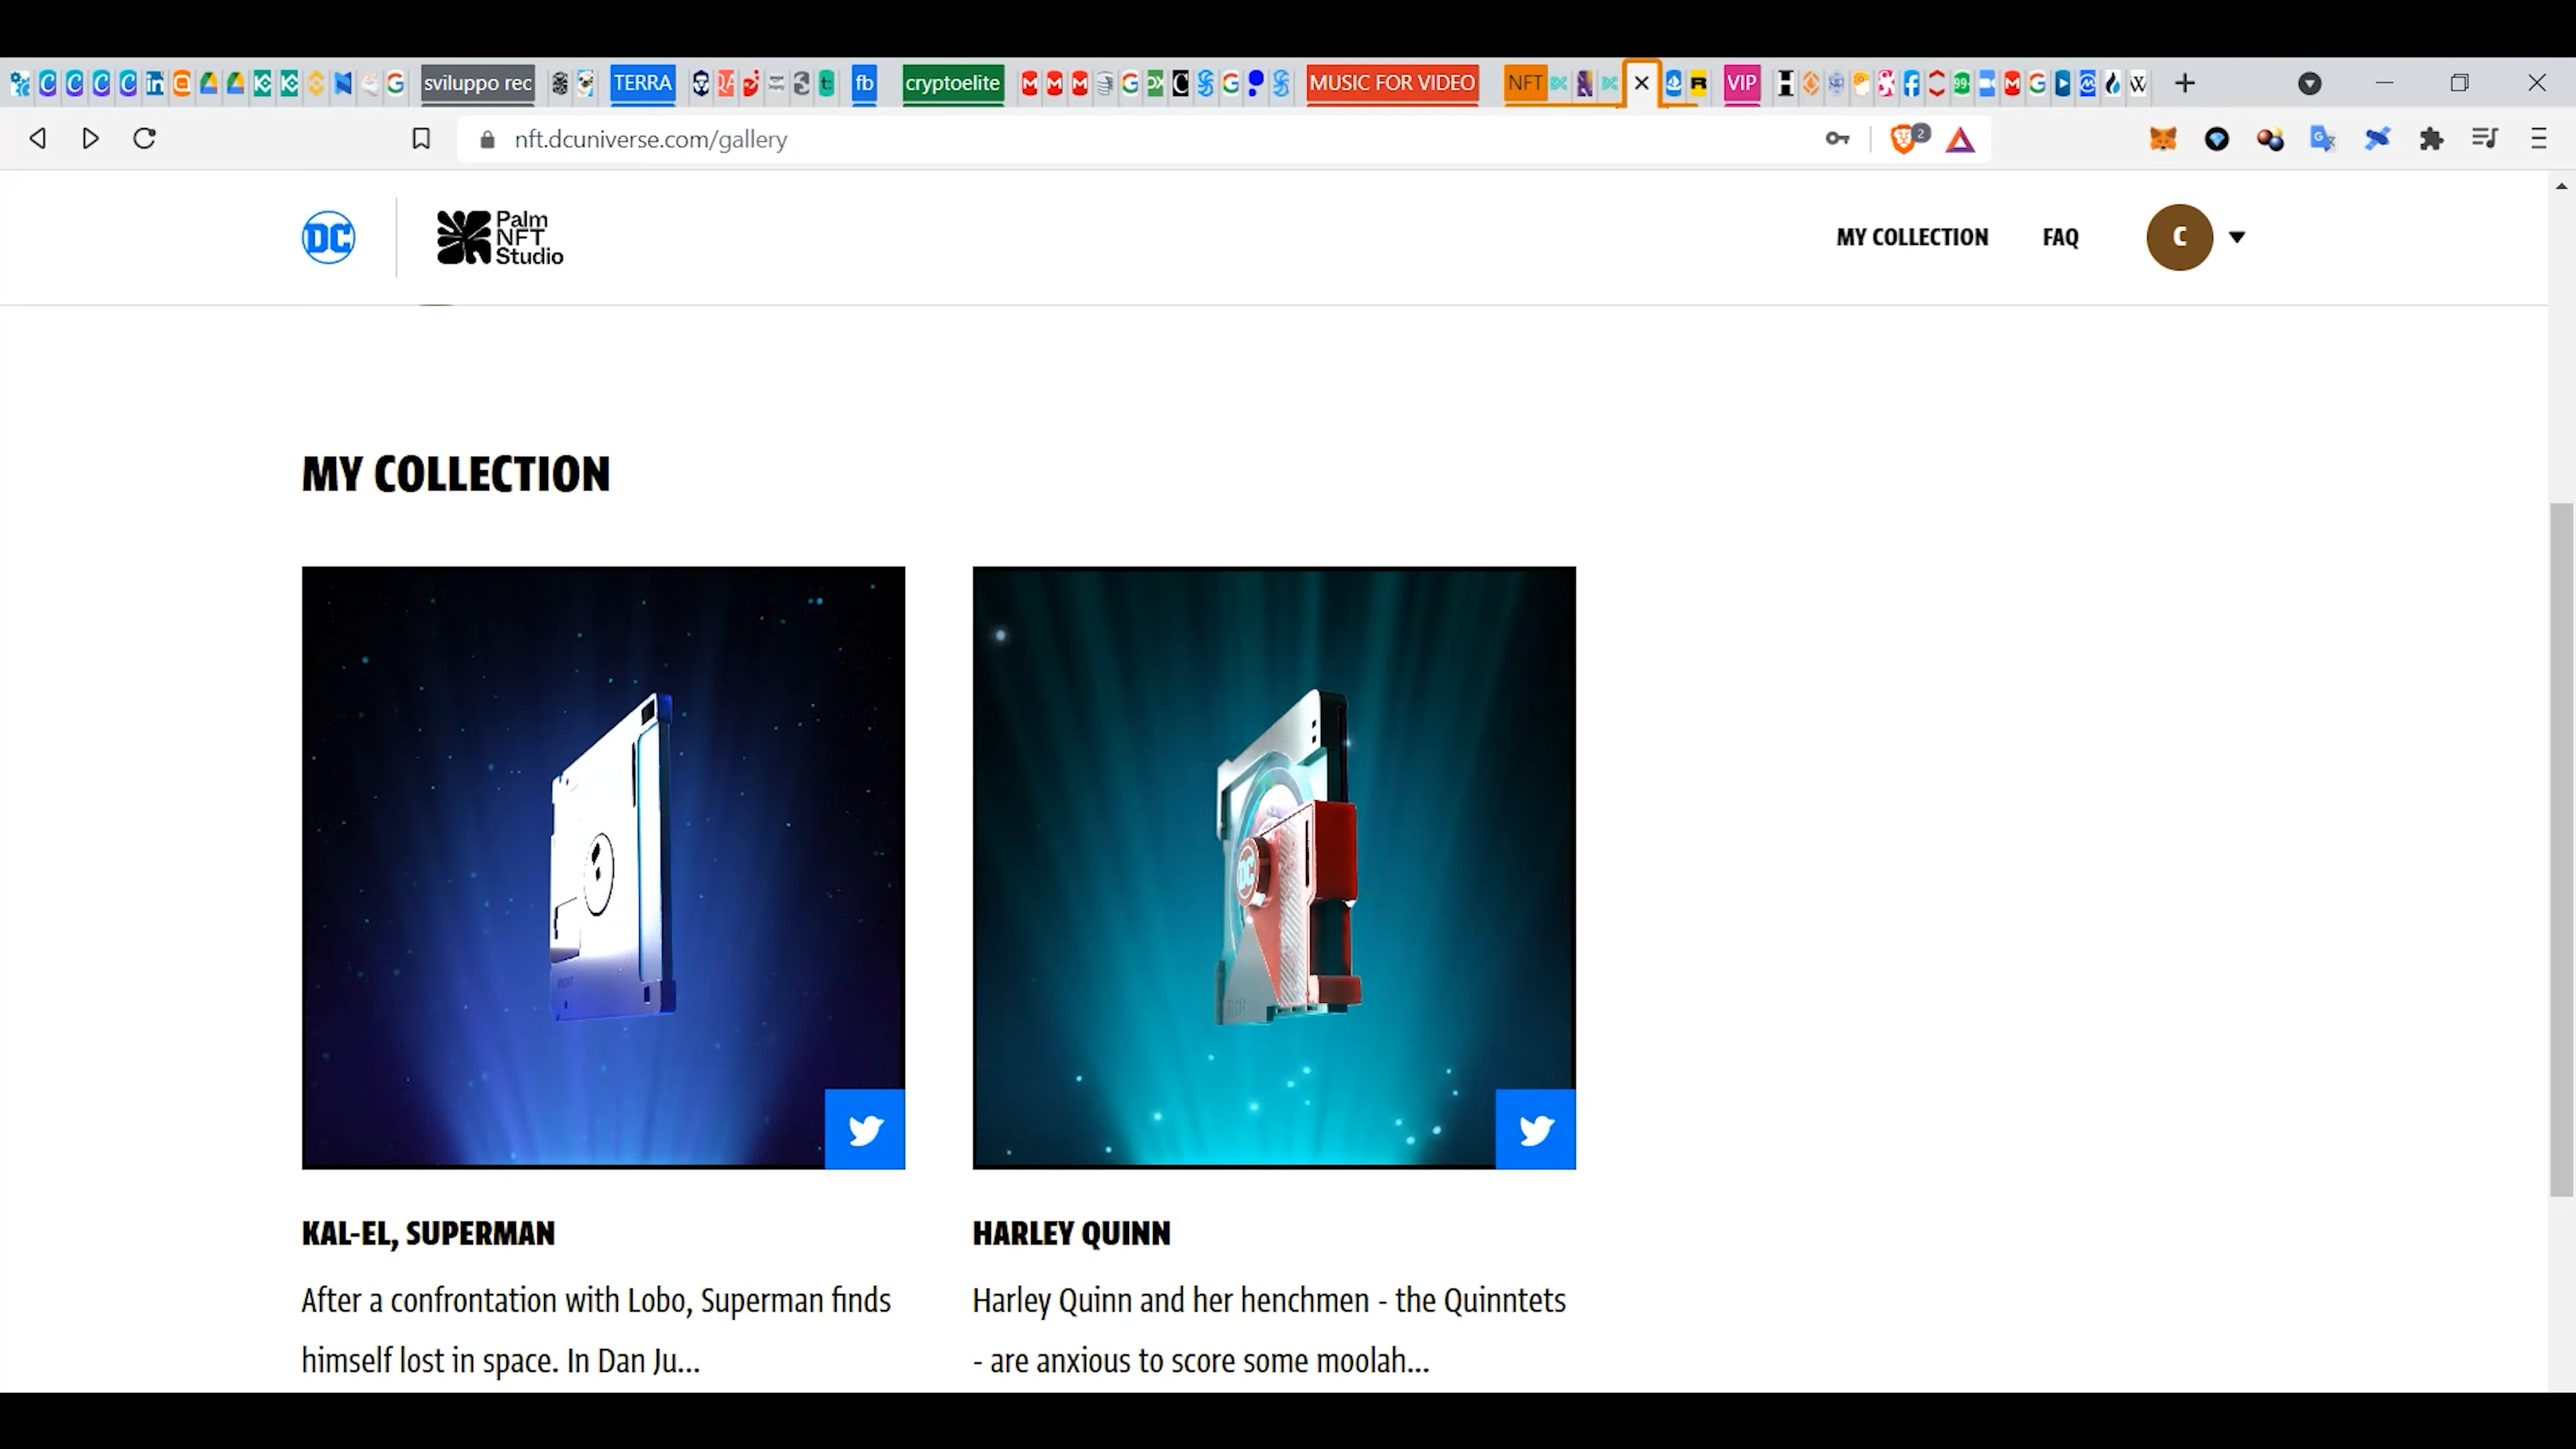 sviluppo rec TERRA fb cryptoelite MUSIC FOR VIDEO NFT VIP
nft.dcuniverse.com/gallery
2
DC
Palm
NFT
Studio
MY COLLECTION FAQ C
MY COLLECTION
DC
KAL-EL, SUPERMAN
After a confrontation with Lobo, Superman finds
himself lost in space. In Dan Ju...
HARLEY QUINN
Harley Quinn and her henchmen - the Quinntets
- are anxious to score some moolah...